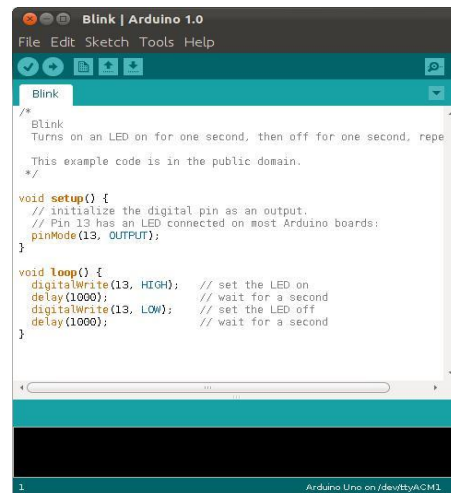 Blink | Arduino 1.0
File Edit Sketch Tools Help
Blink
/*
  Blink
  Turns on an LED on for one second, then off for one second, repe

  This example code is in the public domain.
 */

void setup() {
  // initialize the digital pin as an output.
  // Pin 13 has an LED connected on most Arduino boards:
  pinMode(13, OUTPUT);
}

void loop() {
  digitalWrite(13, HIGH);   // set the LED on
  delay(1000);              // wait for a second
  digitalWrite(13, LOW);    // set the LED off
  delay(1000);              // wait for a second
}
1 Arduino Uno on /dev/ttyACM1